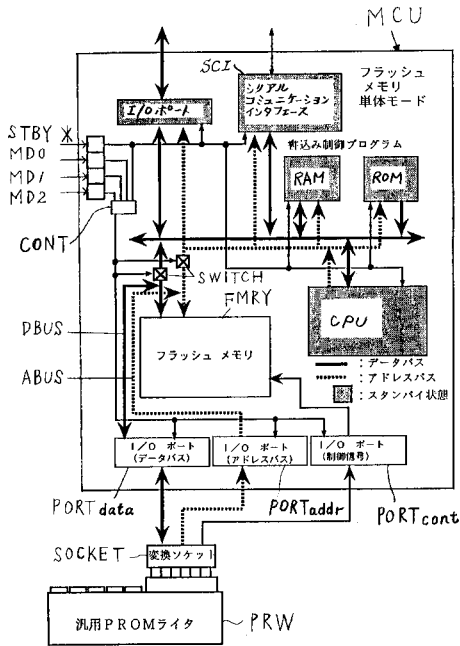 MCU
SCI
I/O ポート
シリアル
コミュニケーション
インタフェース
フラッシュ
メモリ
単体モード
STBY *
MD0
MD1
MD2
CONT
書込み制御プログラム
RAM
ROM
SWITCH
FMRY
CPU
フラッシュ メモリ
DBUS
ABUS
:データバス
:アドレスバス
:スタンバイ状態
I/O ポート
(データバス)
I/O ポート
(アドレスバス)
I/O ポート
(制御信号)
PORTdata
PORTaddr
PORTcont
SOCKET
変換ソケット
汎用PROMライタ
PRW